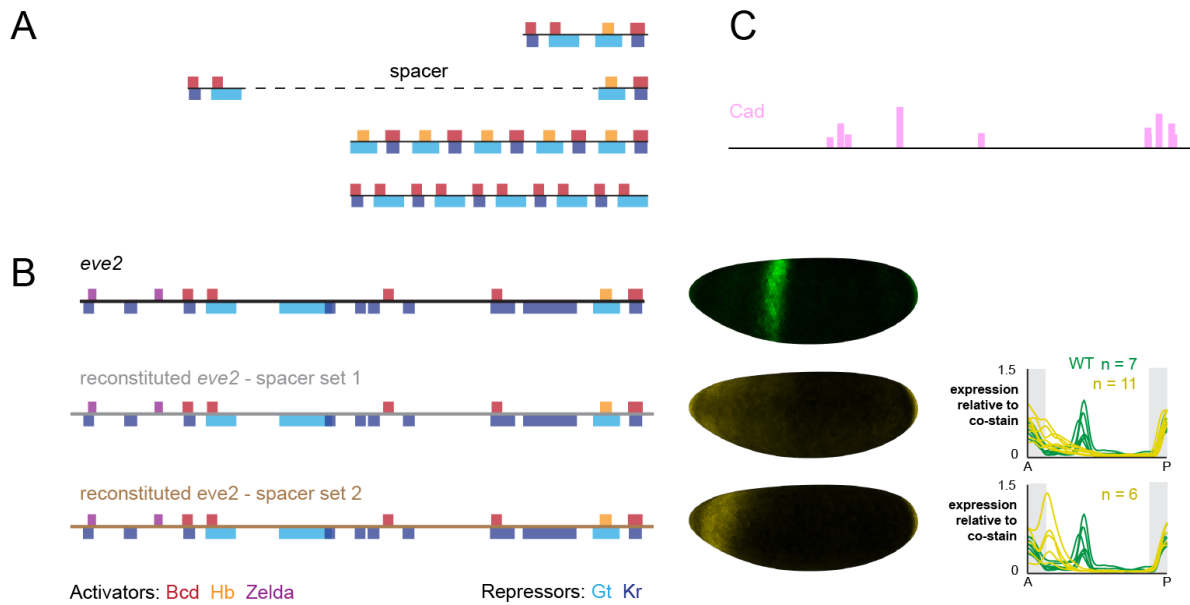 A
spacer
C
Cad
B
eve2
reconstituted eve2 - spacer set 1
reconstituted eve2 - spacer set 2
Activators: Bcd Hb Zelda
Repressors: Gt Kr
1.5
WT n = 7
n = 11
expression
relative to
co-stain
0
A P
1.5
n = 6
expression
relative to
co-stain
0
A P